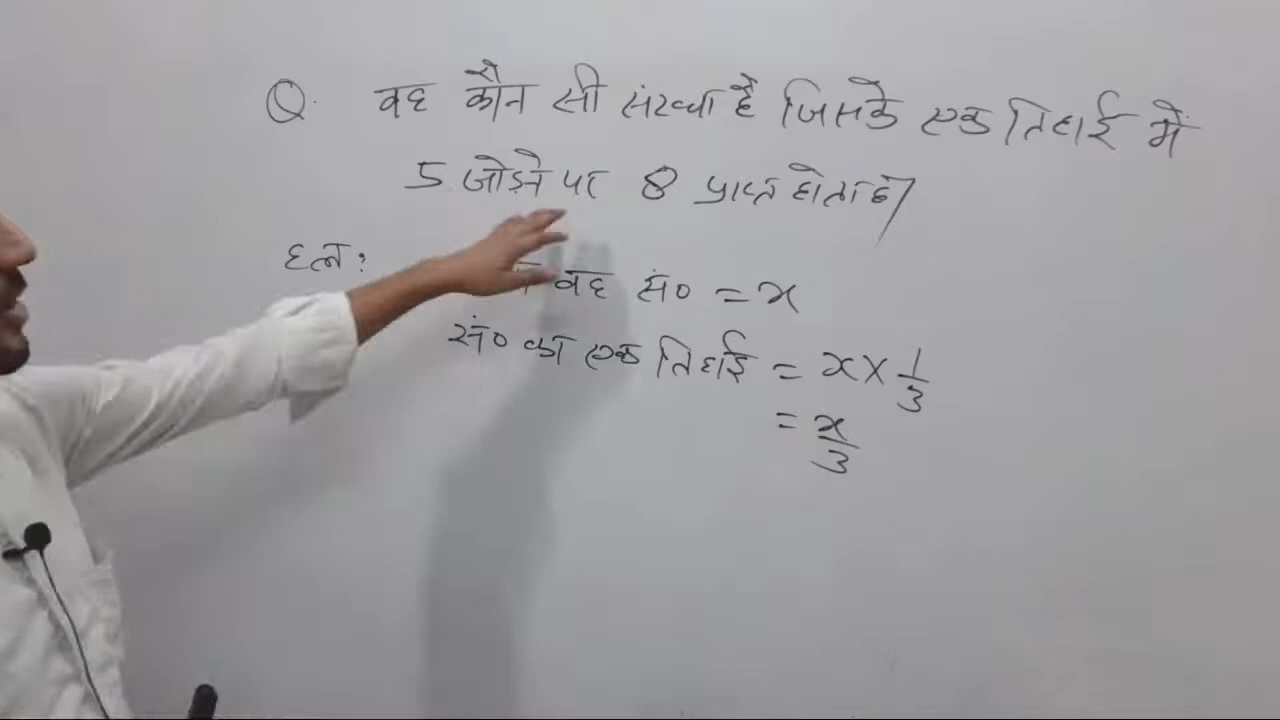 Q. वह कौन सी संख्या है जिसके एक तिहाई में
5 जोड़ने पर 8 प्राप्त होता है/
हल:
वह सं० = x
सं० का एक तिहाई = x × 1/3
= x/3